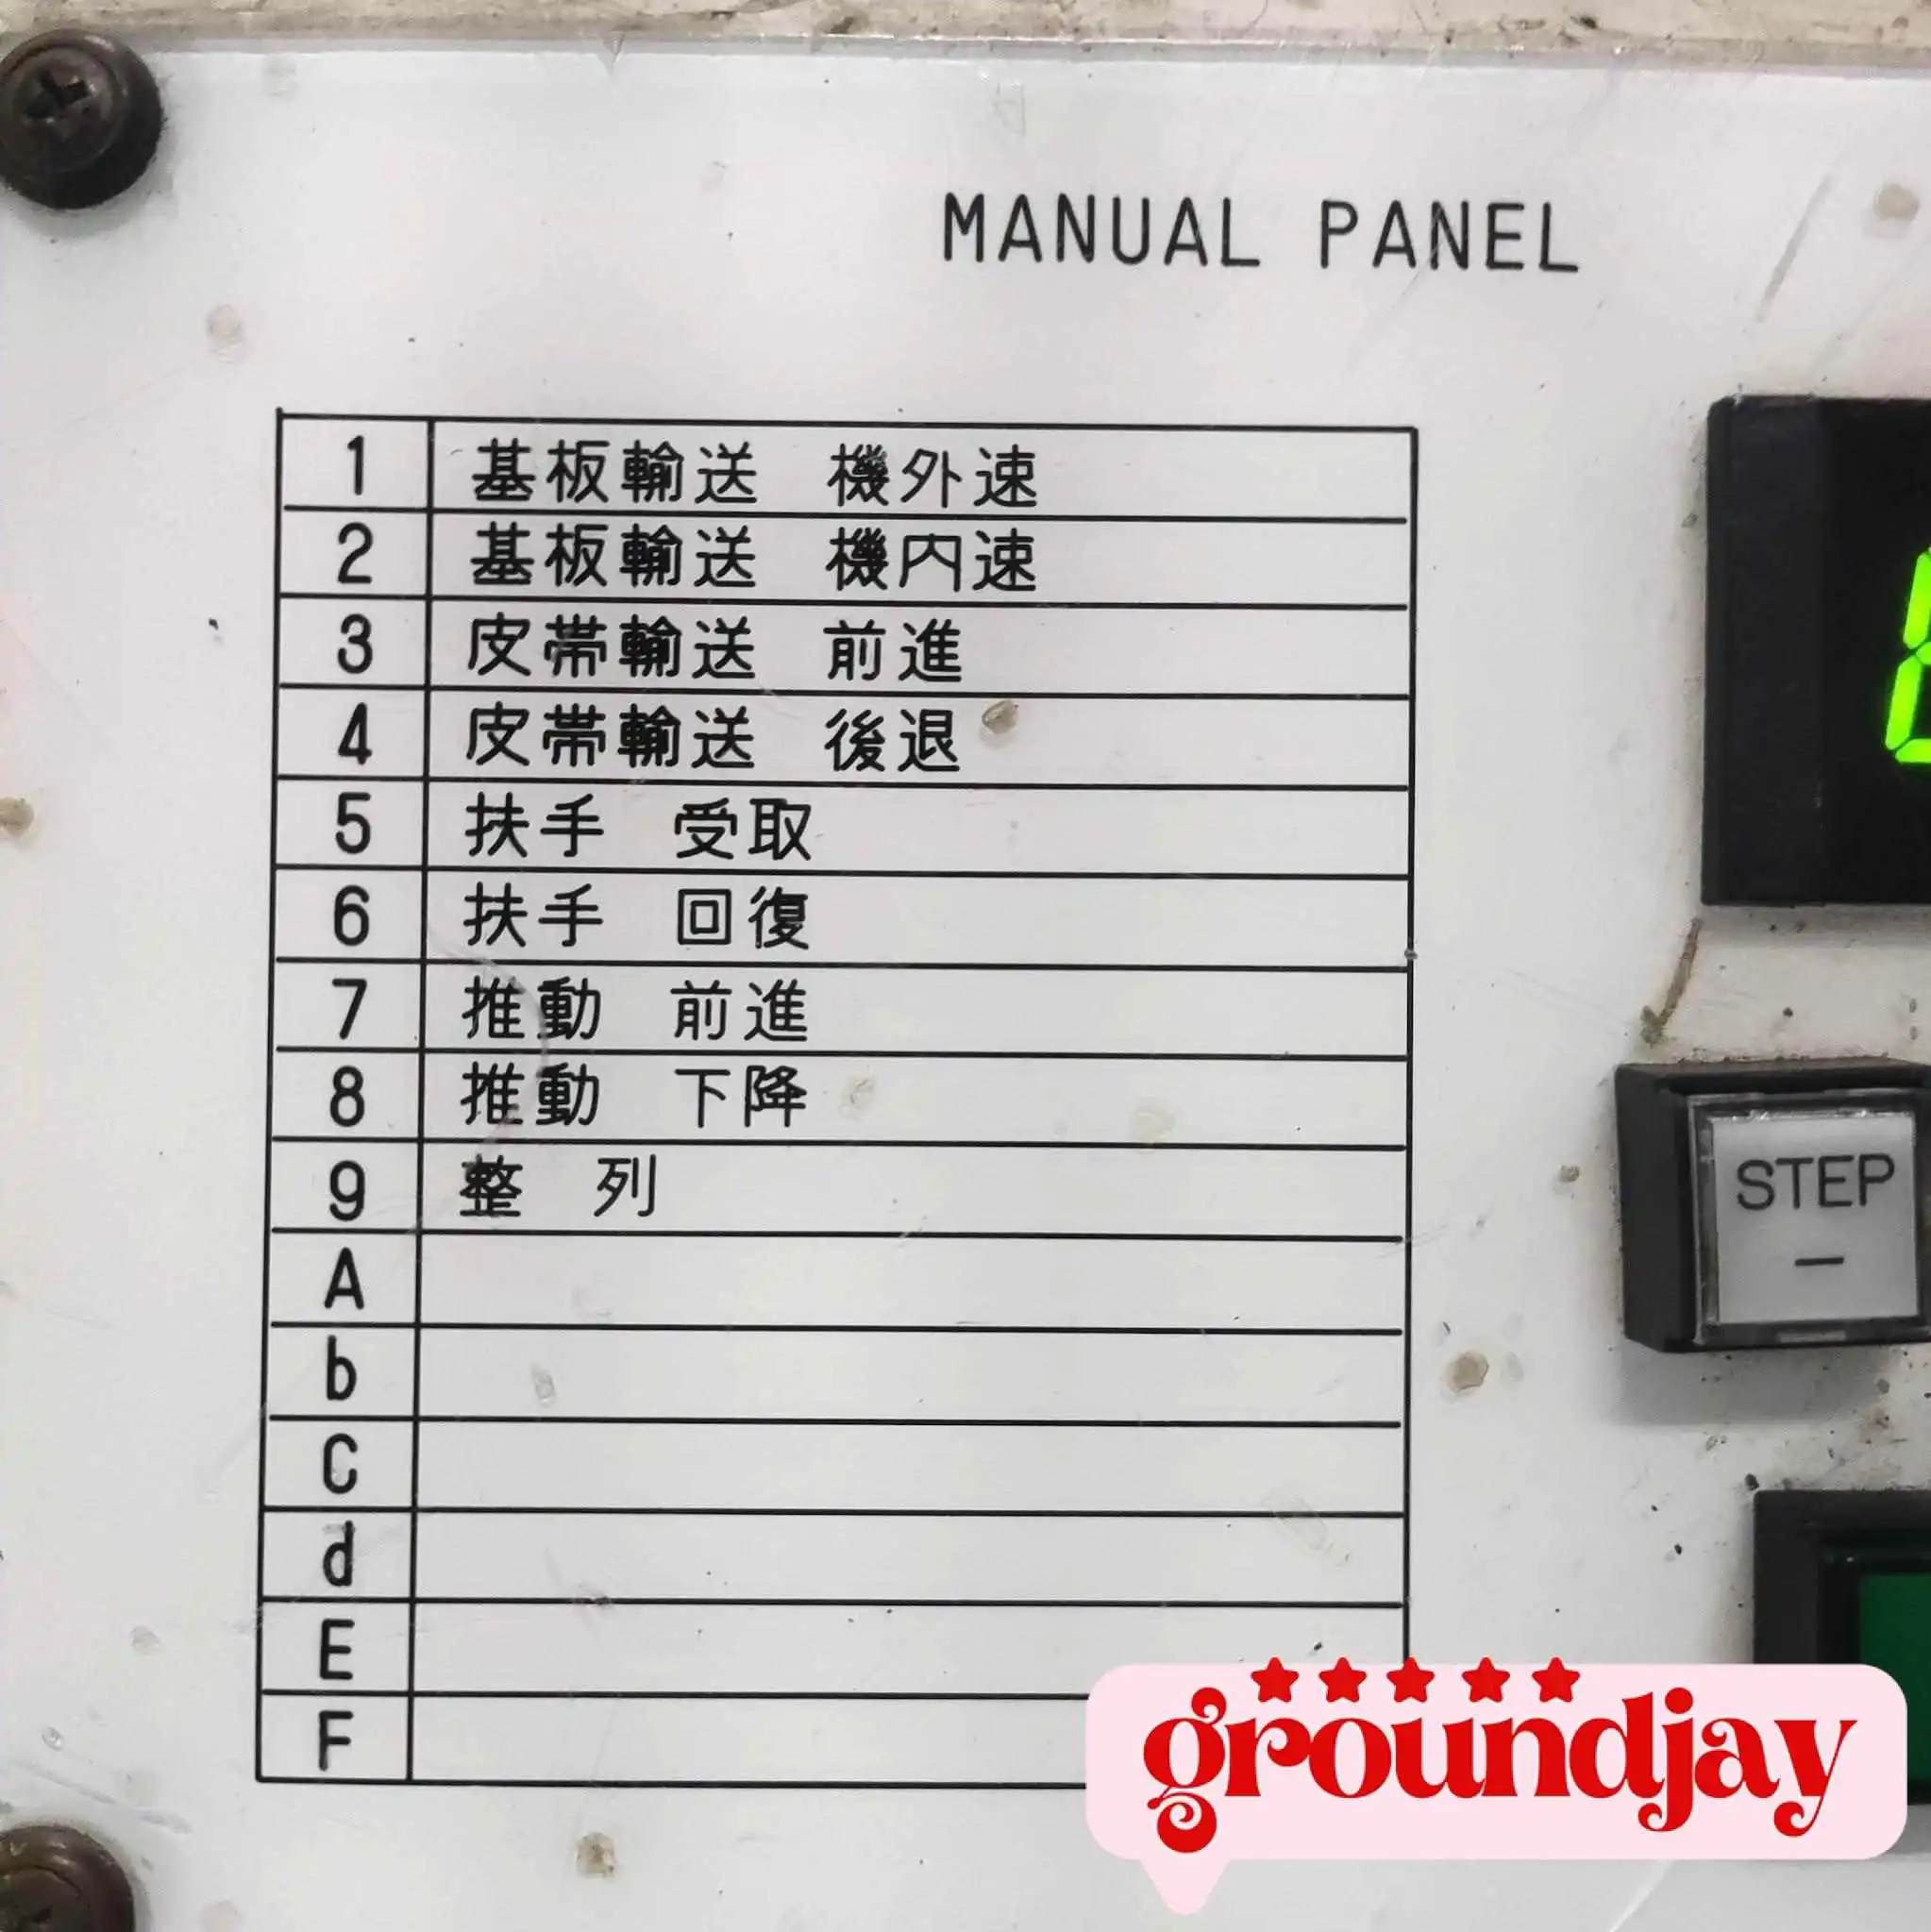 MANUAL PANEL
1 基板輸送 機外速
2 基板輸送 機内速
3 皮帯輸送 前進
4 皮帯輸送 後退
5 扶手 受取
6 扶手 回復
7 推動 前進
8 推動 下降
9 整 列
A
b
C
d
E
F
STEP
−
groundjay